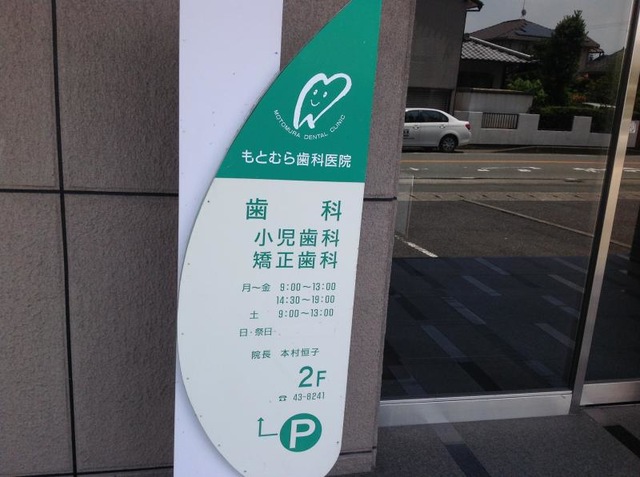 MOTOMURA DENTAL CLINIC
もとむら歯科医院
歯 科
小児歯科
矯正歯科
月〜金 9:00〜13:00
14:30〜19:00
土 9:00〜13:00
日・祭日
院長 本村恒子
2F
☎ 43-8241
P